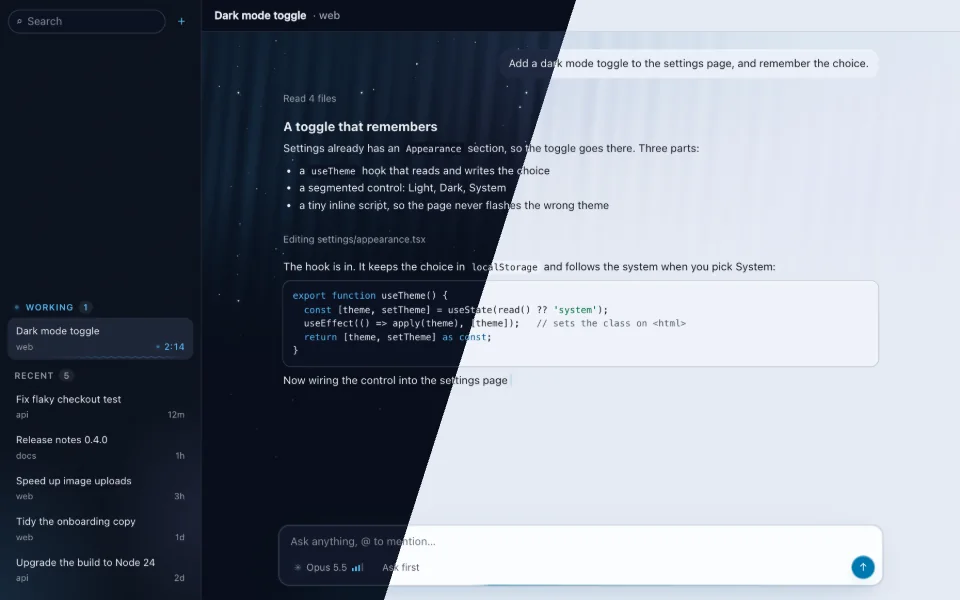 Search
+
WORKING 1
Dark mode toggle
web 2:14
RECENT 5
Fix flaky checkout test
api 12m
Release notes 0.4.0
docs 1h
Speed up image uploads
web 3h
Tidy the onboarding copy
web 1d
Upgrade the build to Node 24
api 2d
Dark mode toggle · web
Add a dark mode toggle to the settings page, and remember the choice.
Read 4 files
A toggle that remembers
Settings already has an Appearance section, so the toggle goes there. Three parts:
• a useTheme hook that reads and writes the choice
• a segmented control: Light, Dark, System
• a tiny inline script, so the page never flashes the wrong theme
Editing settings/appearance.tsx
The hook is in. It keeps the choice in localStorage and follows the system when you pick System:
export function useTheme() {
const [theme, setTheme] = useState(read() ?? 'system');
useEffect(() => apply(theme), [theme]); // sets the class on <html>
return [theme, setTheme] as const;
}
Now wiring the control into the settings page
Ask anything, @ to mention...
Opus 5.5 Ask first